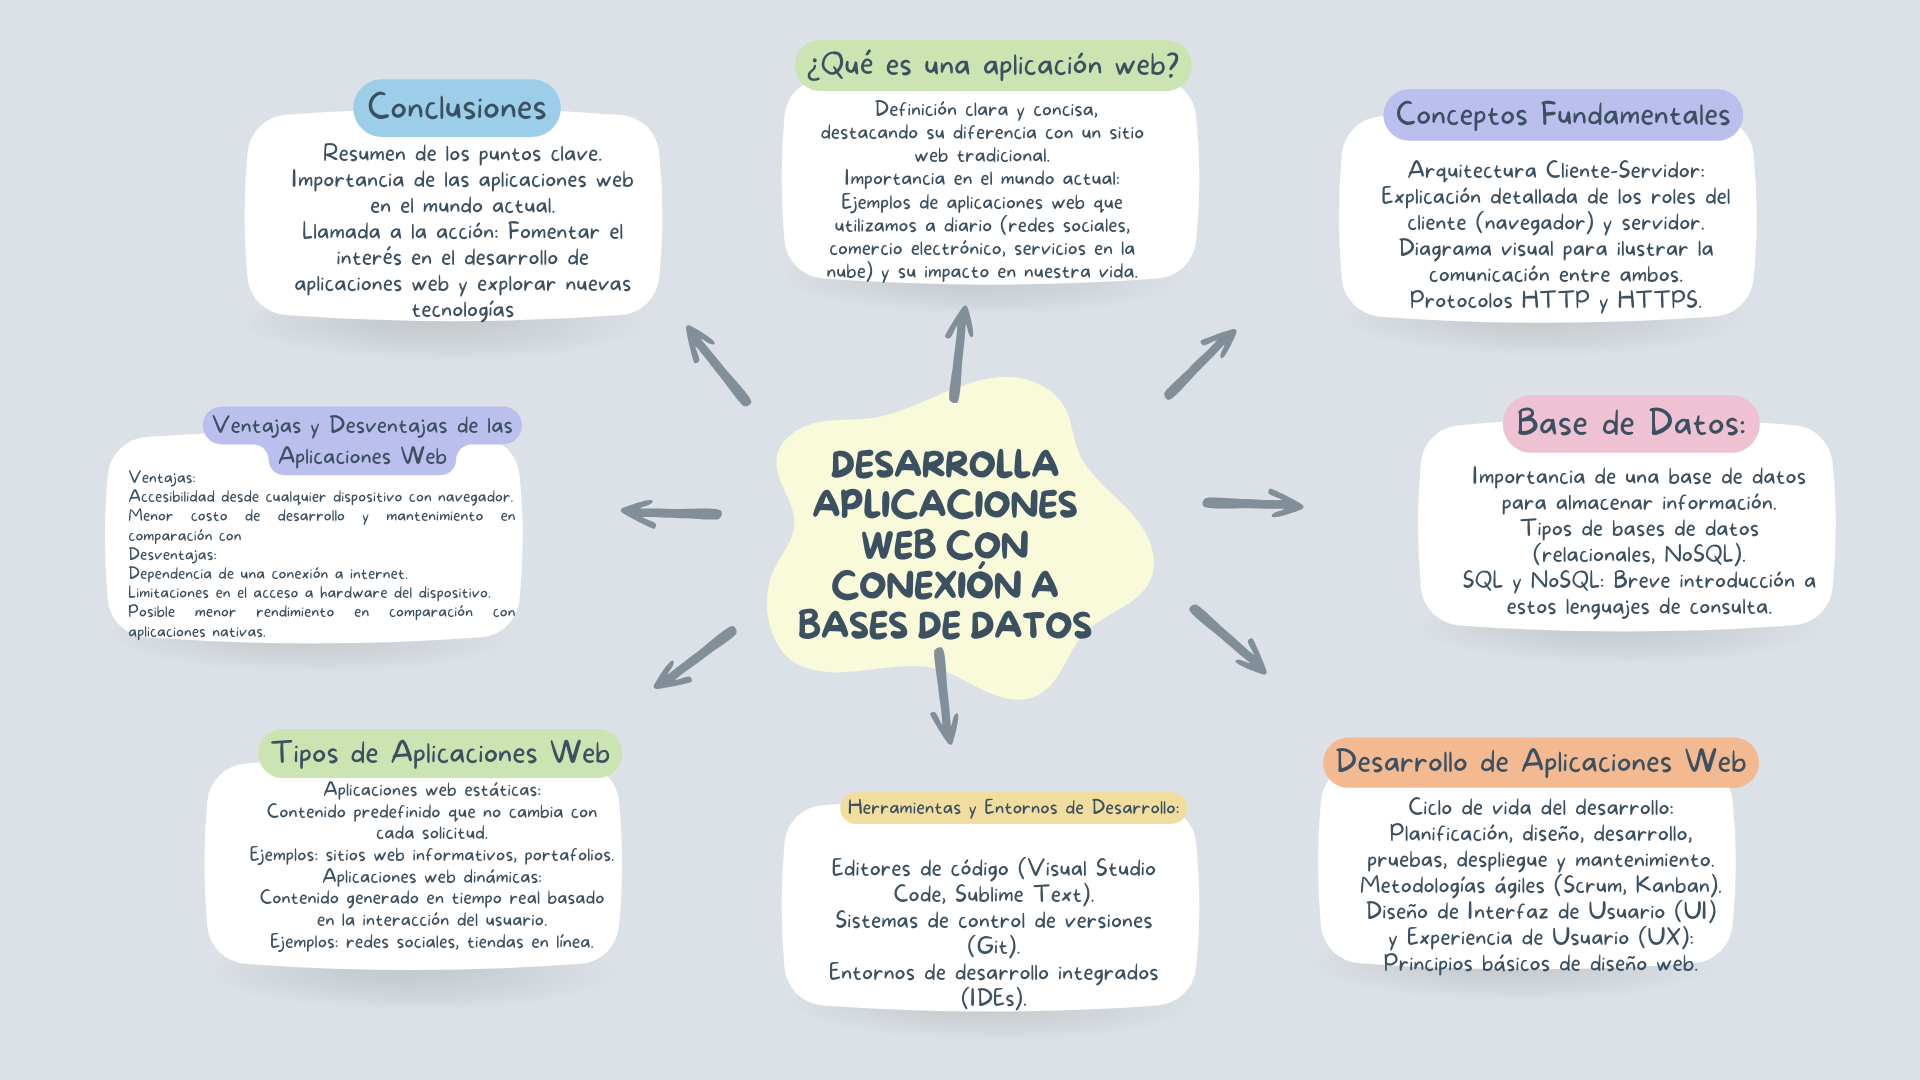 ¿Qué es una aplicación web?
Definición clara y concisa,
destacando su diferencia con un sitio
web tradicional.
Importancia en el mundo actual:
Ejemplos de aplicaciones web que
utilizamos a diario (redes sociales,
comercio electrónico, servicios en la
nube) y su impacto en nuestra vida.
Conceptos Fundamentales
Arquitectura Cliente-Servidor:
Explicación detallada de los roles del
cliente (navegador) y servidor.
Diagrama visual para ilustrar la
comunicación entre ambos.
Protocolos HTTP y HTTPS.
Base de Datos:
Importancia de una base de datos
para almacenar información.
Tipos de bases de datos
(relacionales, NoSQL).
SQL y NoSQL: Breve introducción a
estos lenguajes de consulta.
Desarrollo de Aplicaciones Web
Ciclo de vida del desarrollo:
Planificación, diseño, desarrollo,
pruebas, despliegue y mantenimiento.
Metodologías ágiles (Scrum, Kanban).
Diseño de Interfaz de Usuario (UI)
y Experiencia de Usuario (UX):
Principios básicos de diseño web.
Herramientas y Entornos de Desarrollo:
Editores de código (Visual Studio
Code, Sublime Text).
Sistemas de control de versiones
(Git).
Entornos de desarrollo integrados
(IDEs).
Tipos de Aplicaciones Web
Aplicaciones web estáticas:
Contenido predefinido que no cambia con
cada solicitud.
Ejemplos: sitios web informativos, portafolios.
Aplicaciones web dinámicas:
Contenido generado en tiempo real basado
en la interacción del usuario.
Ejemplos: redes sociales, tiendas en línea.
Ventajas y Desventajas de las
Aplicaciones Web
Ventajas:
Accesibilidad desde cualquier dispositivo con navegador.
Menor costo de desarrollo y mantenimiento en
comparación con
Desventajas:
Dependencia de una conexión a internet.
Limitaciones en el acceso a hardware del dispositivo.
Posible menor rendimiento en comparación con
aplicaciones nativas.
Conclusiones
Resumen de los puntos clave.
Importancia de las aplicaciones web
en el mundo actual.
Llamada a la acción: Fomentar el
interés en el desarrollo de
aplicaciones web y explorar nuevas
tecnologías
DESARROLLA
APLICACIONES
WEB CON
CONEXIÓN A
BASES DE DATOS